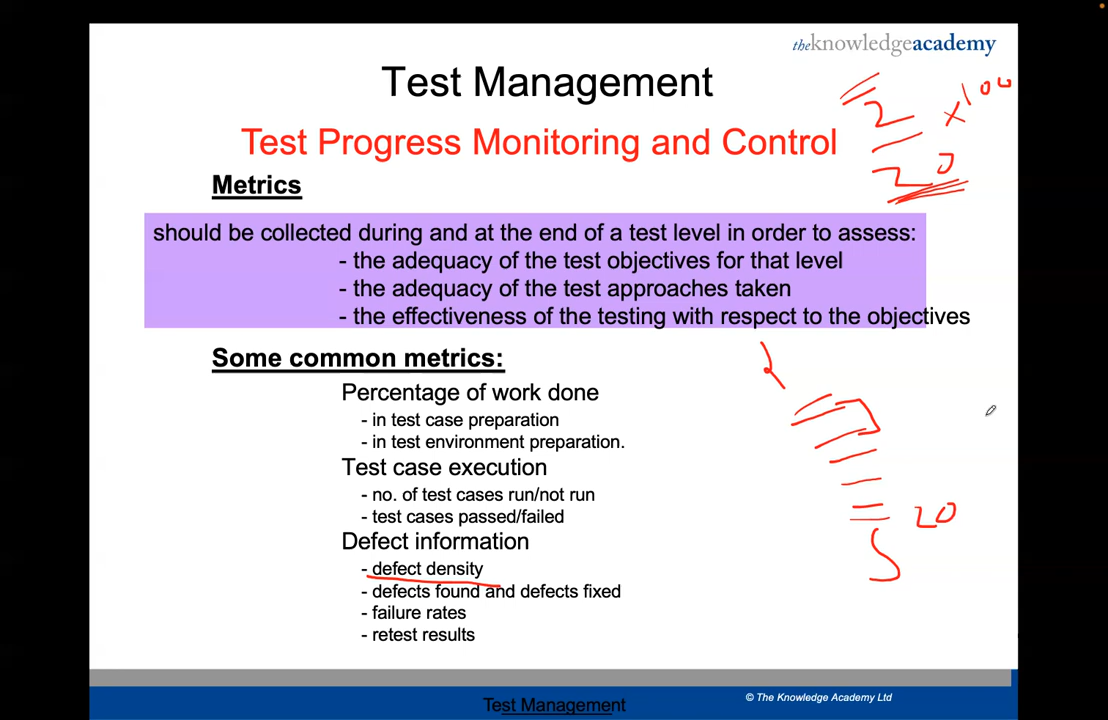 theknowledgeacademy
Test Management
Test Progress Monitoring and Control
2
20
×100
Metrics
should be collected during and at the end of a test level in order to assess:
- the adequacy of the test objectives for that level
- the adequacy of the test approaches taken
- the effectiveness of the testing with respect to the objectives
Some common metrics:
Percentage of work done
- in test case preparation
- in test environment preparation.
Test case execution
- no. of test cases run/not run
- test cases passed/failed
20
Defect information
- defect density
- defects found and defects fixed
- failure rates
- retest results
Test Management
© The Knowledge Academy Ltd